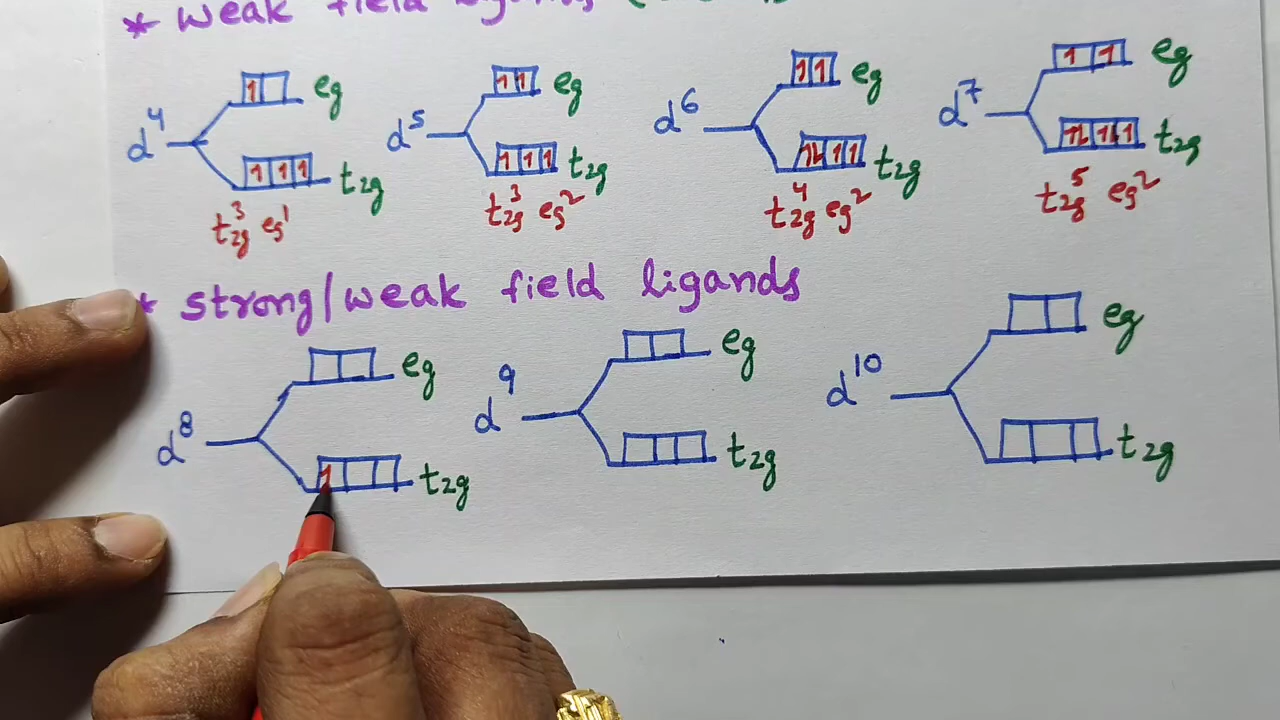 * weak field ligands
d⁴ eg t₂g
t₂g³ eg¹
d⁵ eg t₂g
t₂g³ eg²
d⁶ eg t₂g
t₂g⁴ eg²
d⁷ eg t₂g
t₂g⁵ eg²
* strong/weak field ligands
d⁸ eg t₂g
d⁹ eg t₂g
d¹⁰ eg t₂g